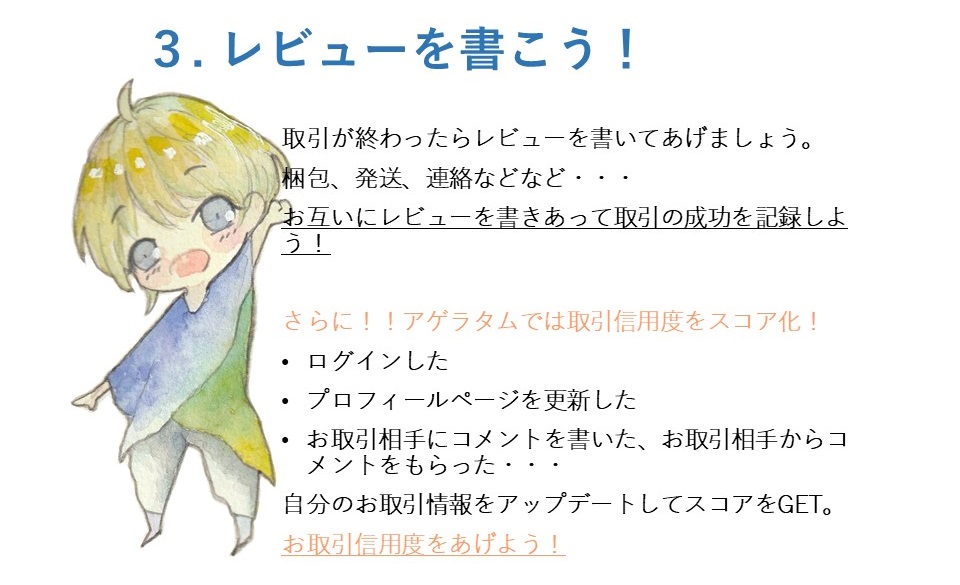 ３．レビューを書こう！
取引が終わったらレビューを書いてあげましょう。
梱包、発送、連絡などなど・・・
お互いにレビューを書きあって取引の成功を記録しよ
う！
さらに！！アゲラタムでは取引信用度をスコア化！
• ログインした
• プロフィールページを更新した
• お取引相手にコメントを書いた、お取引相手からコ
メントをもらった・・・
自分のお取引情報をアップデートしてスコアをGET。
お取引信用度をあげよう！